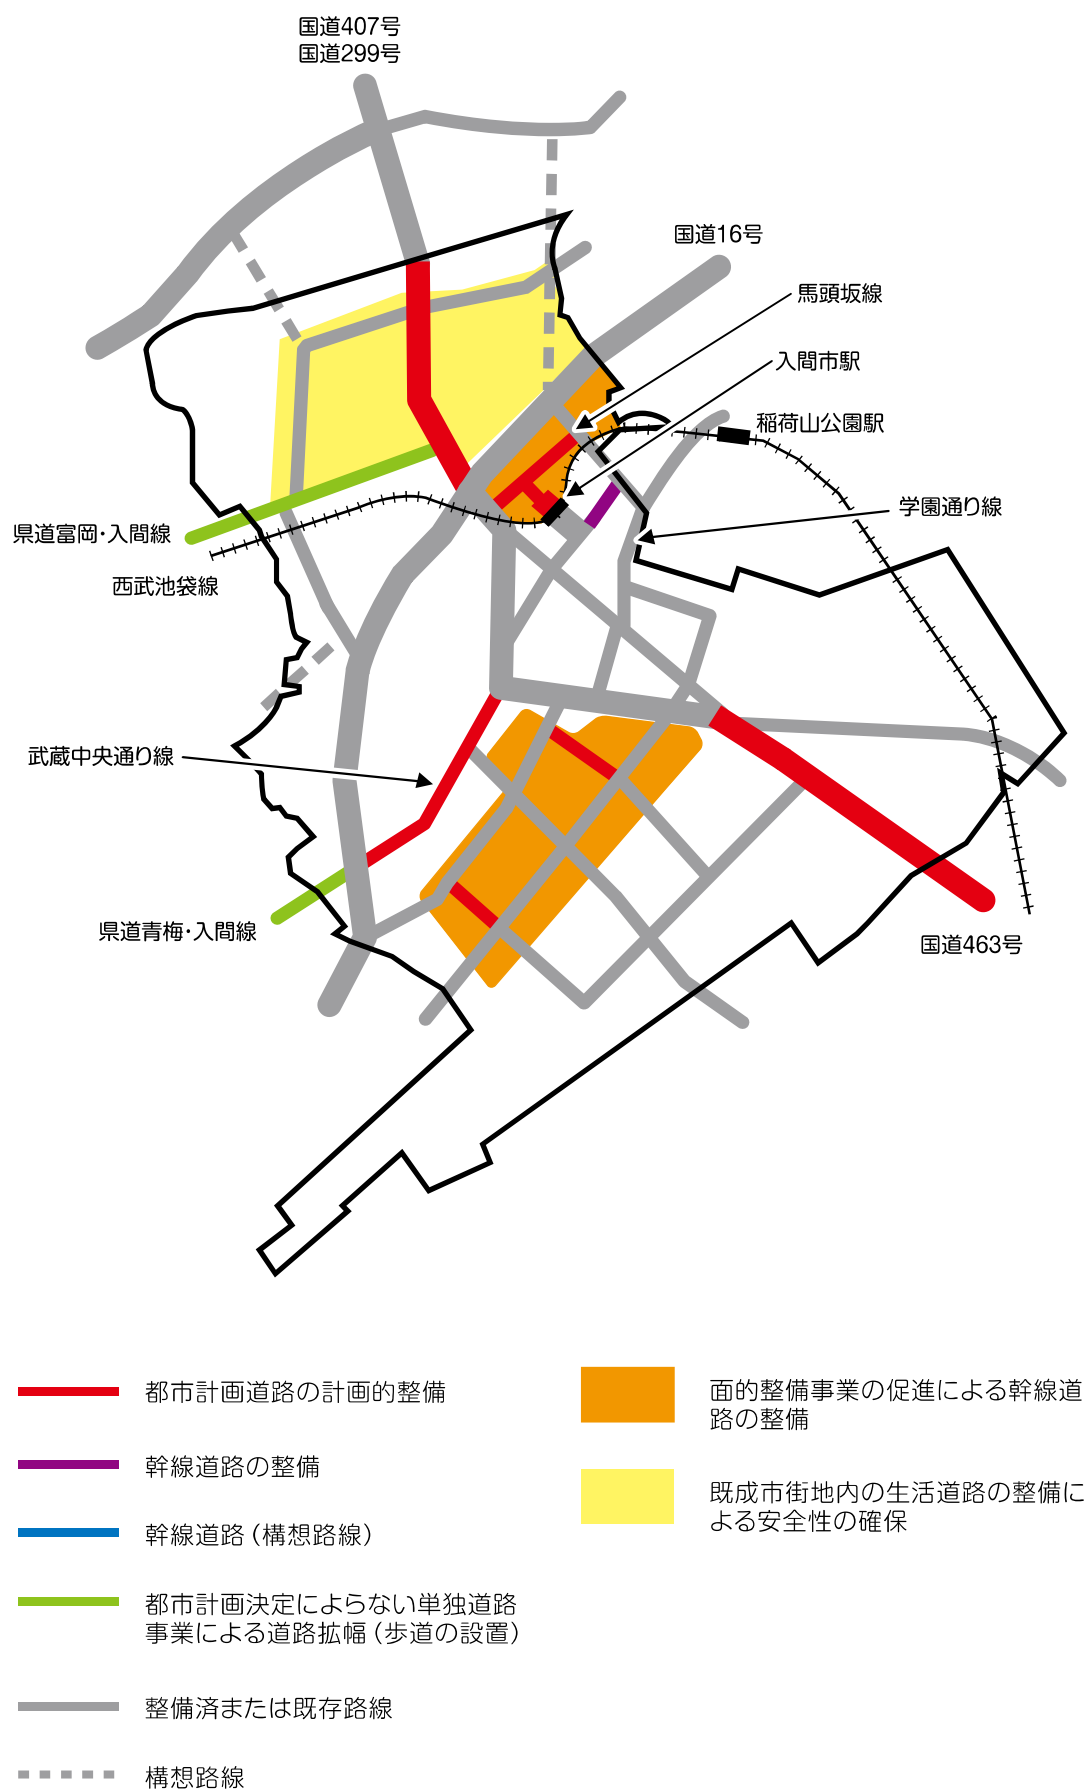 国道407号
国道299号
国道16号
馬頭坂線
入間市駅
稲荷山公園駅
学園通り線
県道富岡・入間線
西武池袋線
武蔵中央通り線
県道青梅・入間線
国道463号
都市計画道路の計画的整備
幹線道路の整備
幹線道路（構想路線）
都市計画決定によらない単独道路
事業による道路拡幅（歩道の設置）
整備済または既存路線
構想路線
面的整備事業の促進による幹線道
路の整備
既成市街地内の生活道路の整備に
よる安全性の確保